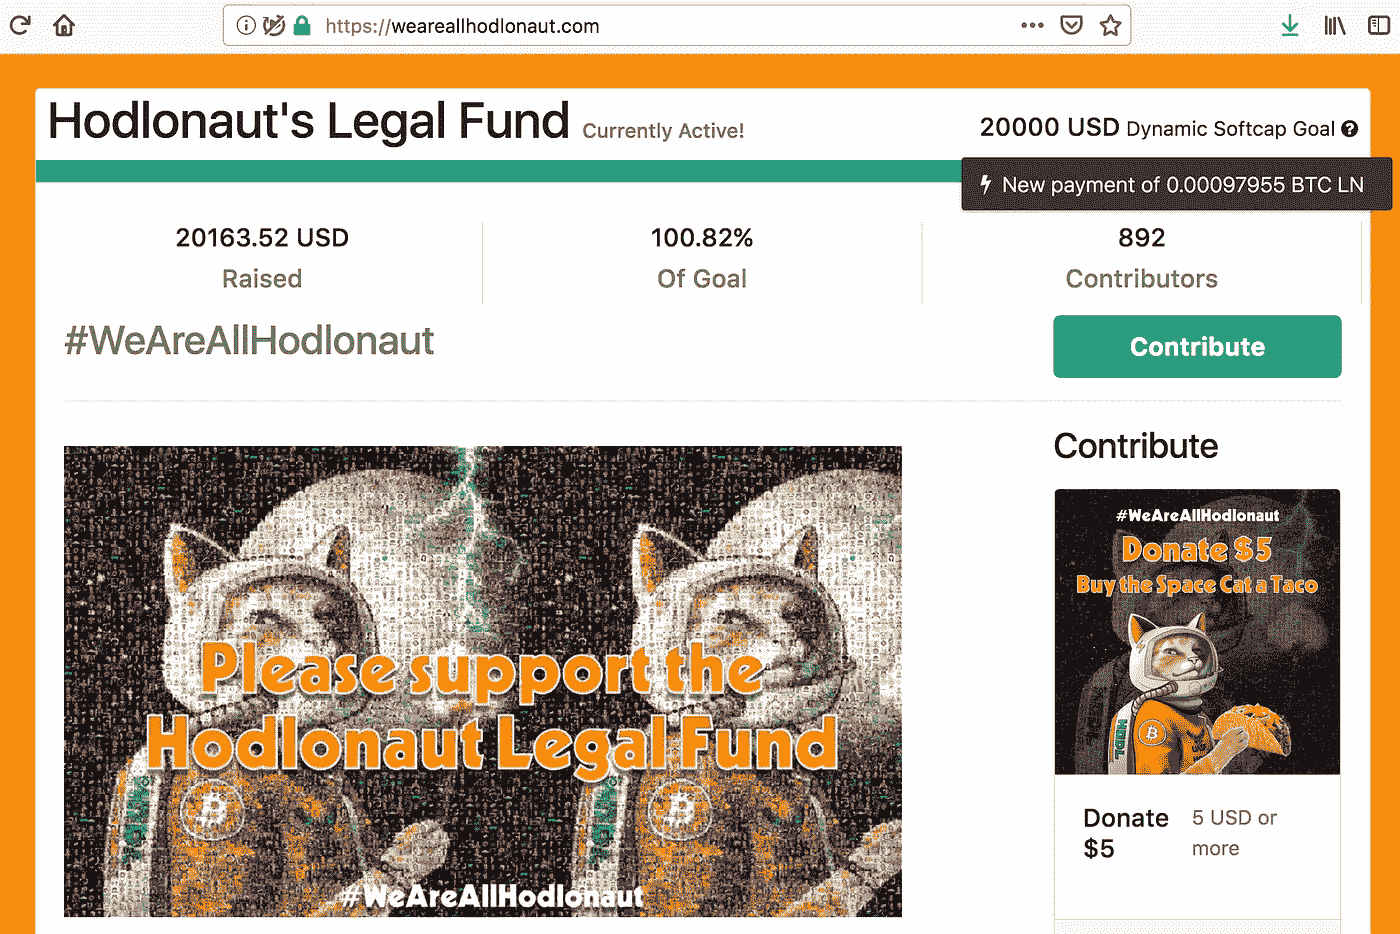 https://weareallhodlonaut.com
Hodlonaut's Legal Fund Currently Active!
20000 USD Dynamic Softcap Goal
New payment of 0.00097955 BTC LN
20163.52 USD
Raised
100.82%
Of Goal
892
Contributors
#WeAreAllHodlonaut
Contribute
Please support the
Hodlonaut Legal Fund
#WeAreAllHodlonaut
Contribute
#WeAreAllHodlonaut
Donate $5
Buy the Space Cat a Taco
HODL
Donate
$5
5 USD or
more